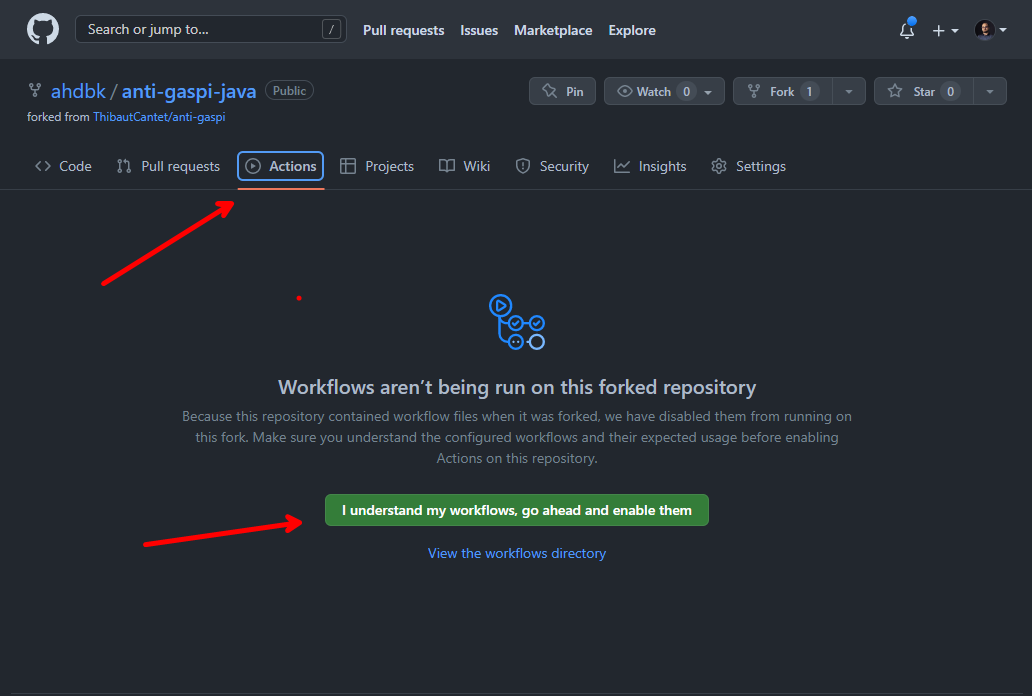 Search or jump to... /
Pull requests Issues Marketplace Explore
ahdbk / anti-gaspi-java Public
Pin Watch 0 Fork 1 Star 0
forked from ThibautCantet/anti-gaspi
Code Pull requests Actions Projects Wiki Security Insights Settings
Workflows aren’t being run on this forked repository
Because this repository contained workflow files when it was forked, we have disabled them from running on
this fork. Make sure you understand the configured workflows and their expected usage before enabling
Actions on this repository.
I understand my workflows, go ahead and enable them
View the workflows directory